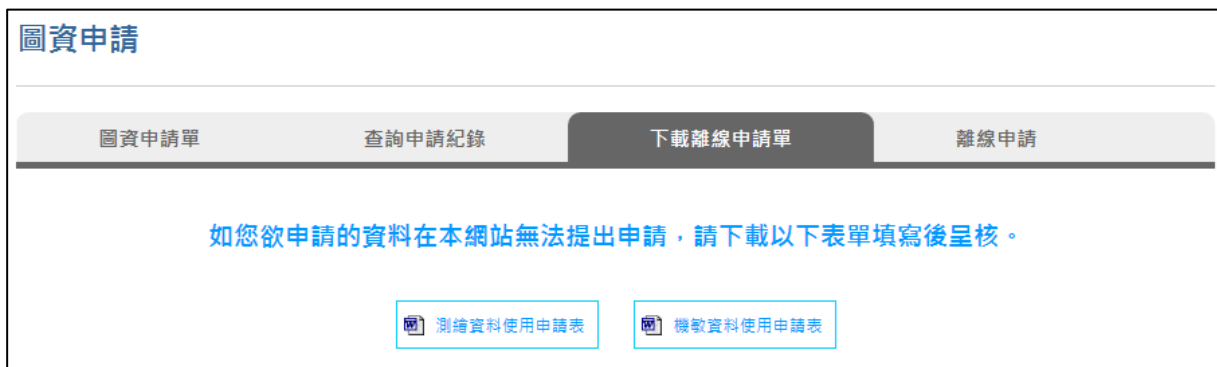 圖資申請
圖資申請單 查詢申請紀錄 下載離線申請單 離線申請
如您欲申請的資料在本網站無法提出申請，請下載以下表單填寫後呈核。
測繪資料使用申請表 機敏資料使用申請表